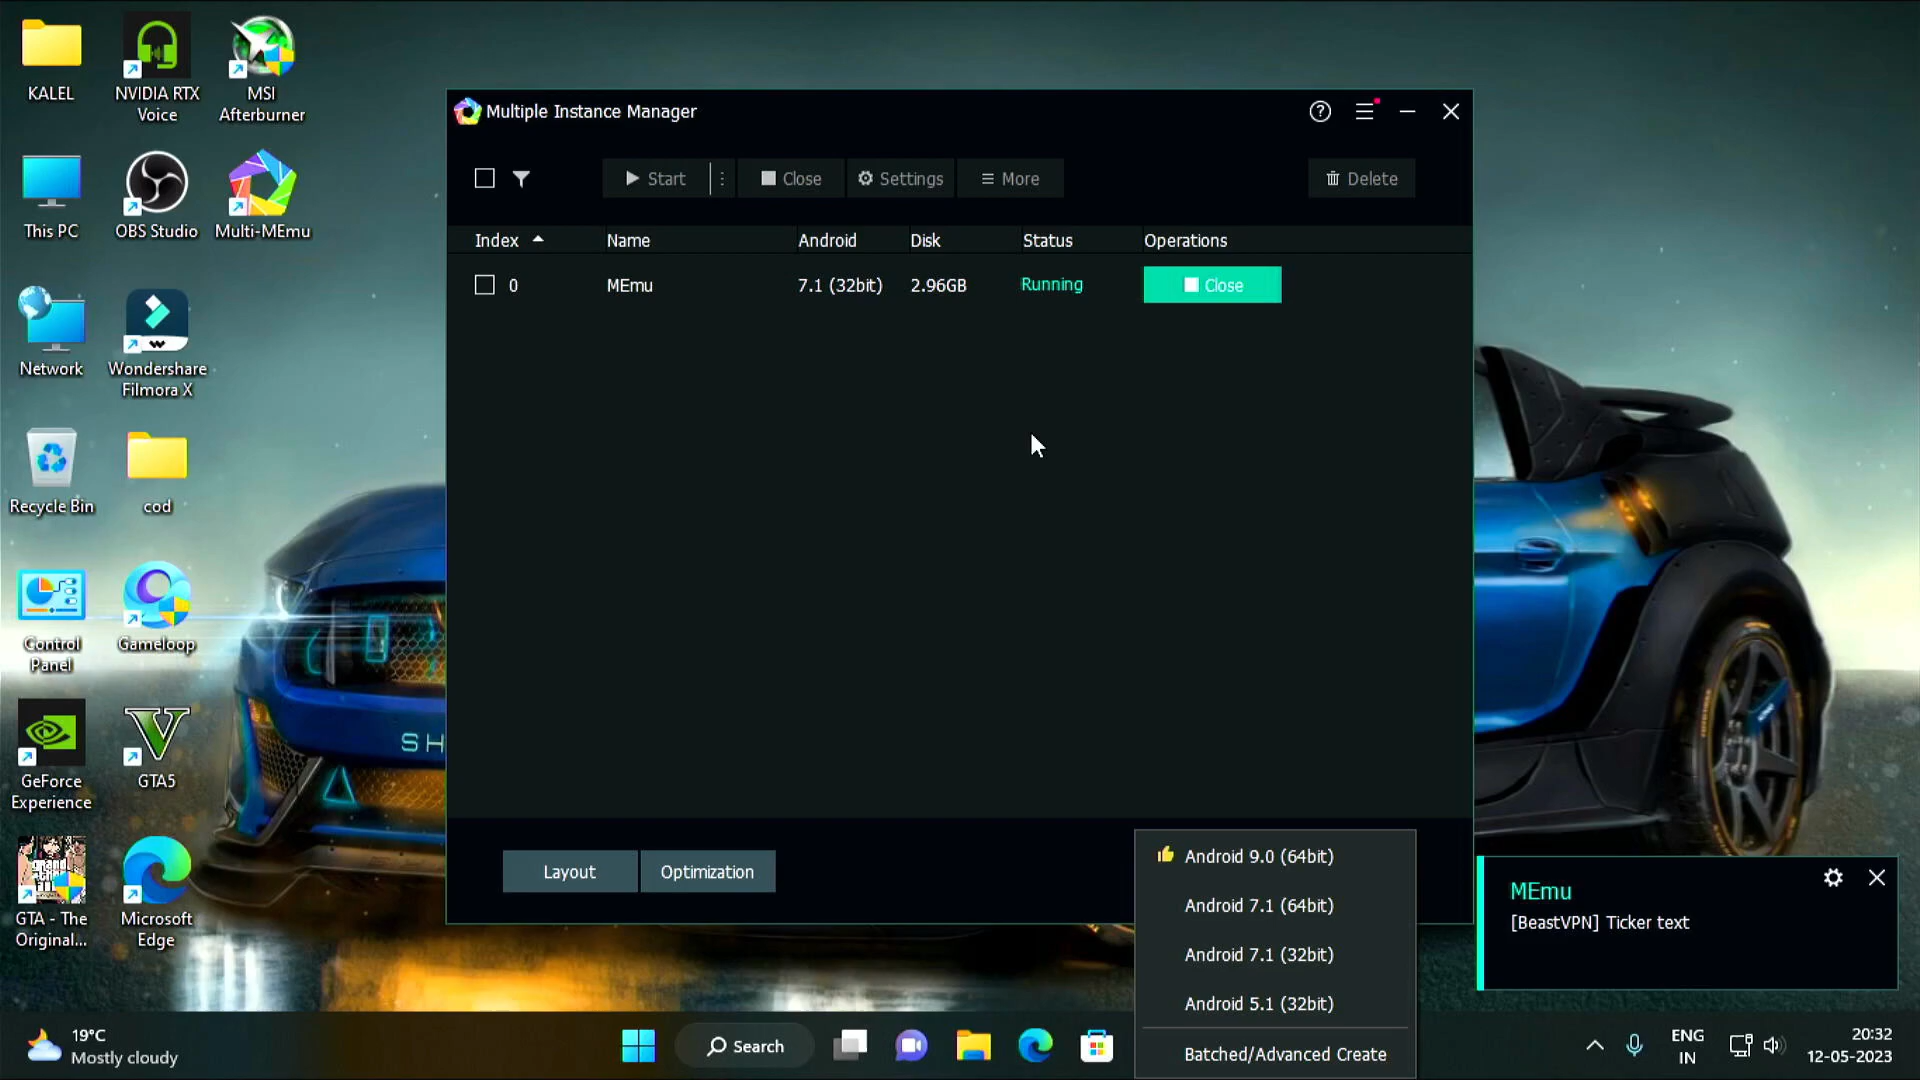 KALEL
NVIDIA RTX
Voice
MSI
Afterburner
This PC
OBS Studio
Multi-MEmu
Network
Wondershare
Filmora X
Recycle Bin
cod
Control
Panel
Gameloop
GeForce
Experience
GTA5
GTA - The
Original...
Microsoft
Edge
SH
Multiple Instance Manager
Start
Close
Settings
More
Delete
Index
Name
Android
Disk
Status
Operations
0
MEmu
7.1 (32bit)
2.96GB
Running
Close
Layout
Optimization
Android 9.0 (64bit)
Android 7.1 (64bit)
Android 7.1 (32bit)
Android 5.1 (32bit)
Batched/Advanced Create
MEmu
[BeastVPN] Ticker text
19°C
Mostly cloudy
Search
ENG
IN
20:32
12-05-2023